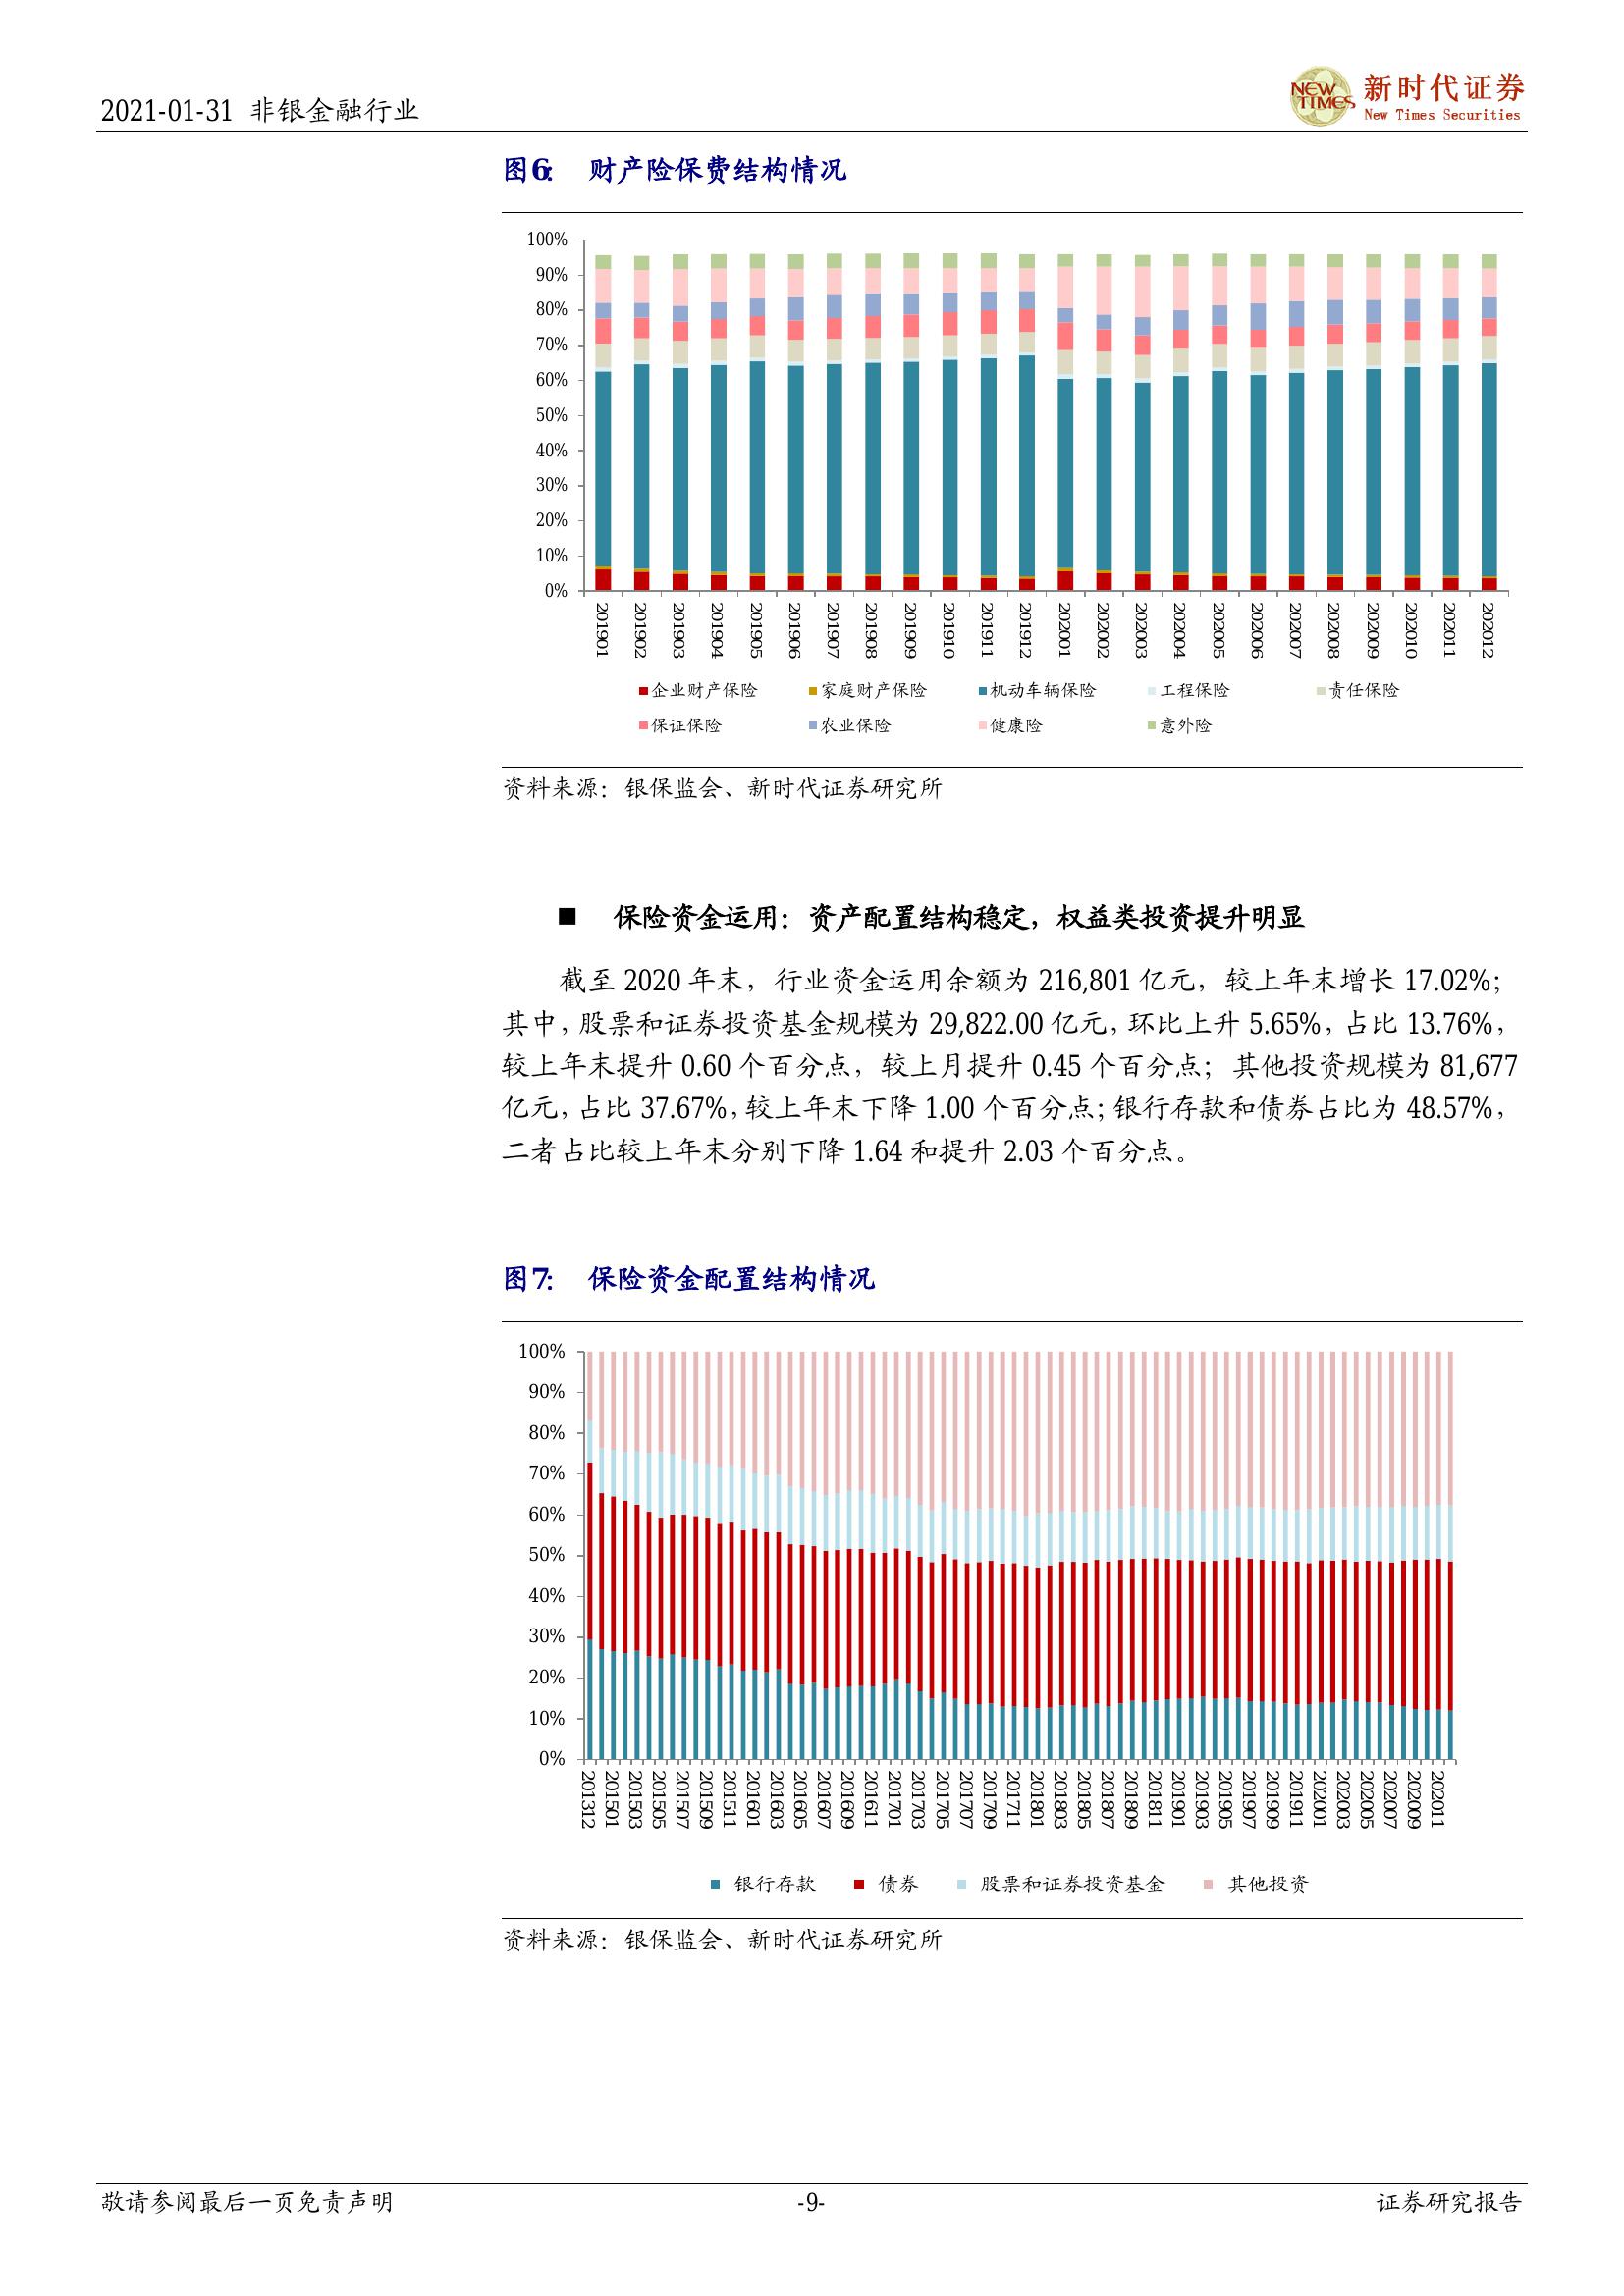 2021-01-31 非银金融行业
NEW TIMES 新时代证券
New Times Securities
图6： 财产险保费结构情况
100%
90%
80%
70%
60%
50%
40%
30%
20%
10%
0%
201901 201902 201903 201904 201905 201906 201907 201908 201909 201910 201911 201912 202001 202002 202003 202004 202005 202006 202007 202008 202009 202010 202011 202012
企业财产保险 家庭财产保险 机动车辆保险 工程保险 责任保险
保证保险 农业保险 健康险 意外险
资料来源：银保监会、新时代证券研究所
■ 保险资金运用：资产配置结构稳定，权益类投资提升明显
截至 2020 年末，行业资金运用余额为 216,801 亿元，较上年末增长 17.02%；
其中，股票和证券投资基金规模为 29,822.00 亿元，环比上升 5.65%，占比 13.76%，
较上年末提升 0.60 个百分点，较上月提升 0.45 个百分点；其他投资规模为 81,677
亿元，占比 37.67%，较上年末下降 1.00 个百分点；银行存款和债券占比为 48.57%，
二者占比较上年末分别下降 1.64 和提升 2.03 个百分点。
图7： 保险资金配置结构情况
100%
90%
80%
70%
60%
50%
40%
30%
20%
10%
0%
201312 201501 201503 201505 201507 201509 201511 201601 201603 201605 201607 201609 201611 201701 201703 201705 201707 201709 201711 201801 201803 201805 201807 201809 201811 201901 201903 201905 201907 201909 201911 202001 202003 202005 202007 202009 202011
银行存款 债券 股票和证券投资基金 其他投资
资料来源：银保监会、新时代证券研究所
敬请参阅最后一页免责声明 -9- 证券研究报告